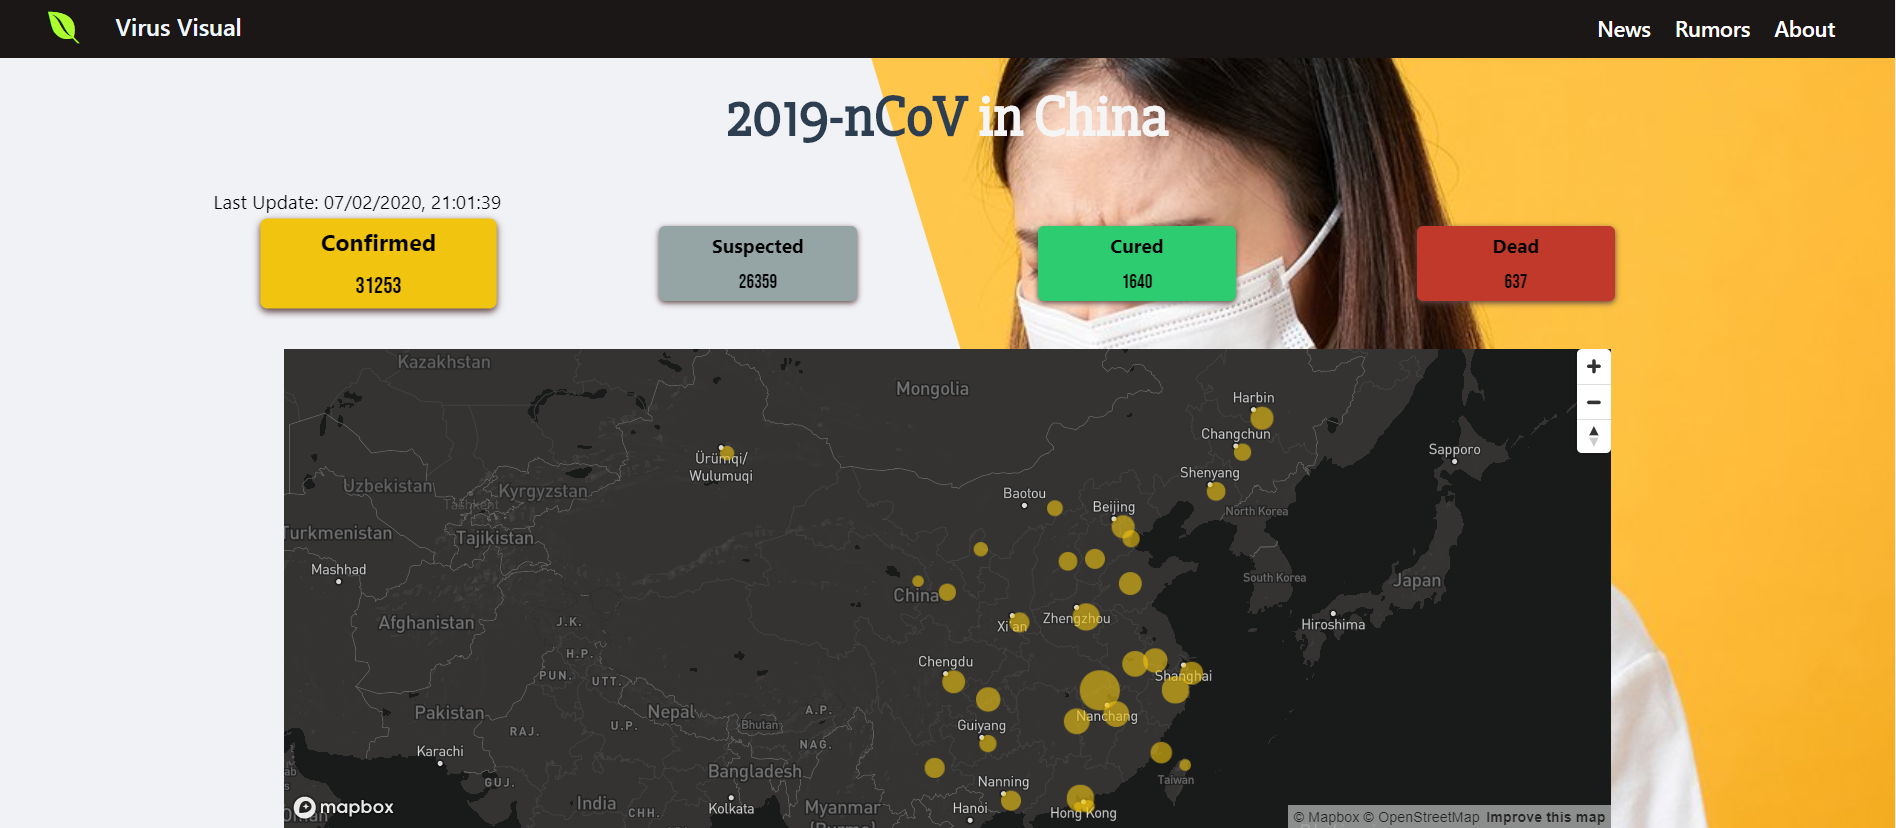 Virus Visual
News Rumors About
2019-nCoV in China
Last Update: 07/02/2020, 21:01:39
Confirmed
31253
Suspected
26359
Cured
1640
Dead
637
Kazakhstan
Mongolia
Harbin
Changchun
Sapporo
Ürümqi/
Wulumuqi
Shenyang
Uzbekistan
Kyrgyzstan
Tashkent
Baotou
Beijing
North Korea
Turkmenistan
Tajikistan
Mashhad
China
South Korea
Japan
Afghanistan
J.K.
Xi'an
Zhengzhou
Hiroshima
H.P.
Chengdu
PUN.
UTT.
Shanghai
Pakistan
Nepal
A.P.
Nanchang
RAJ.
U.P.
Bhutan
Guiyang
NAG.
Karachi
Bangladesh
Taiwan
GUJ.
Nanning
India
CHH.
Kolkata
Myanmar
(Burma)
Hanoi
Hong Kong
mapbox
© Mapbox © OpenStreetMap Improve this map